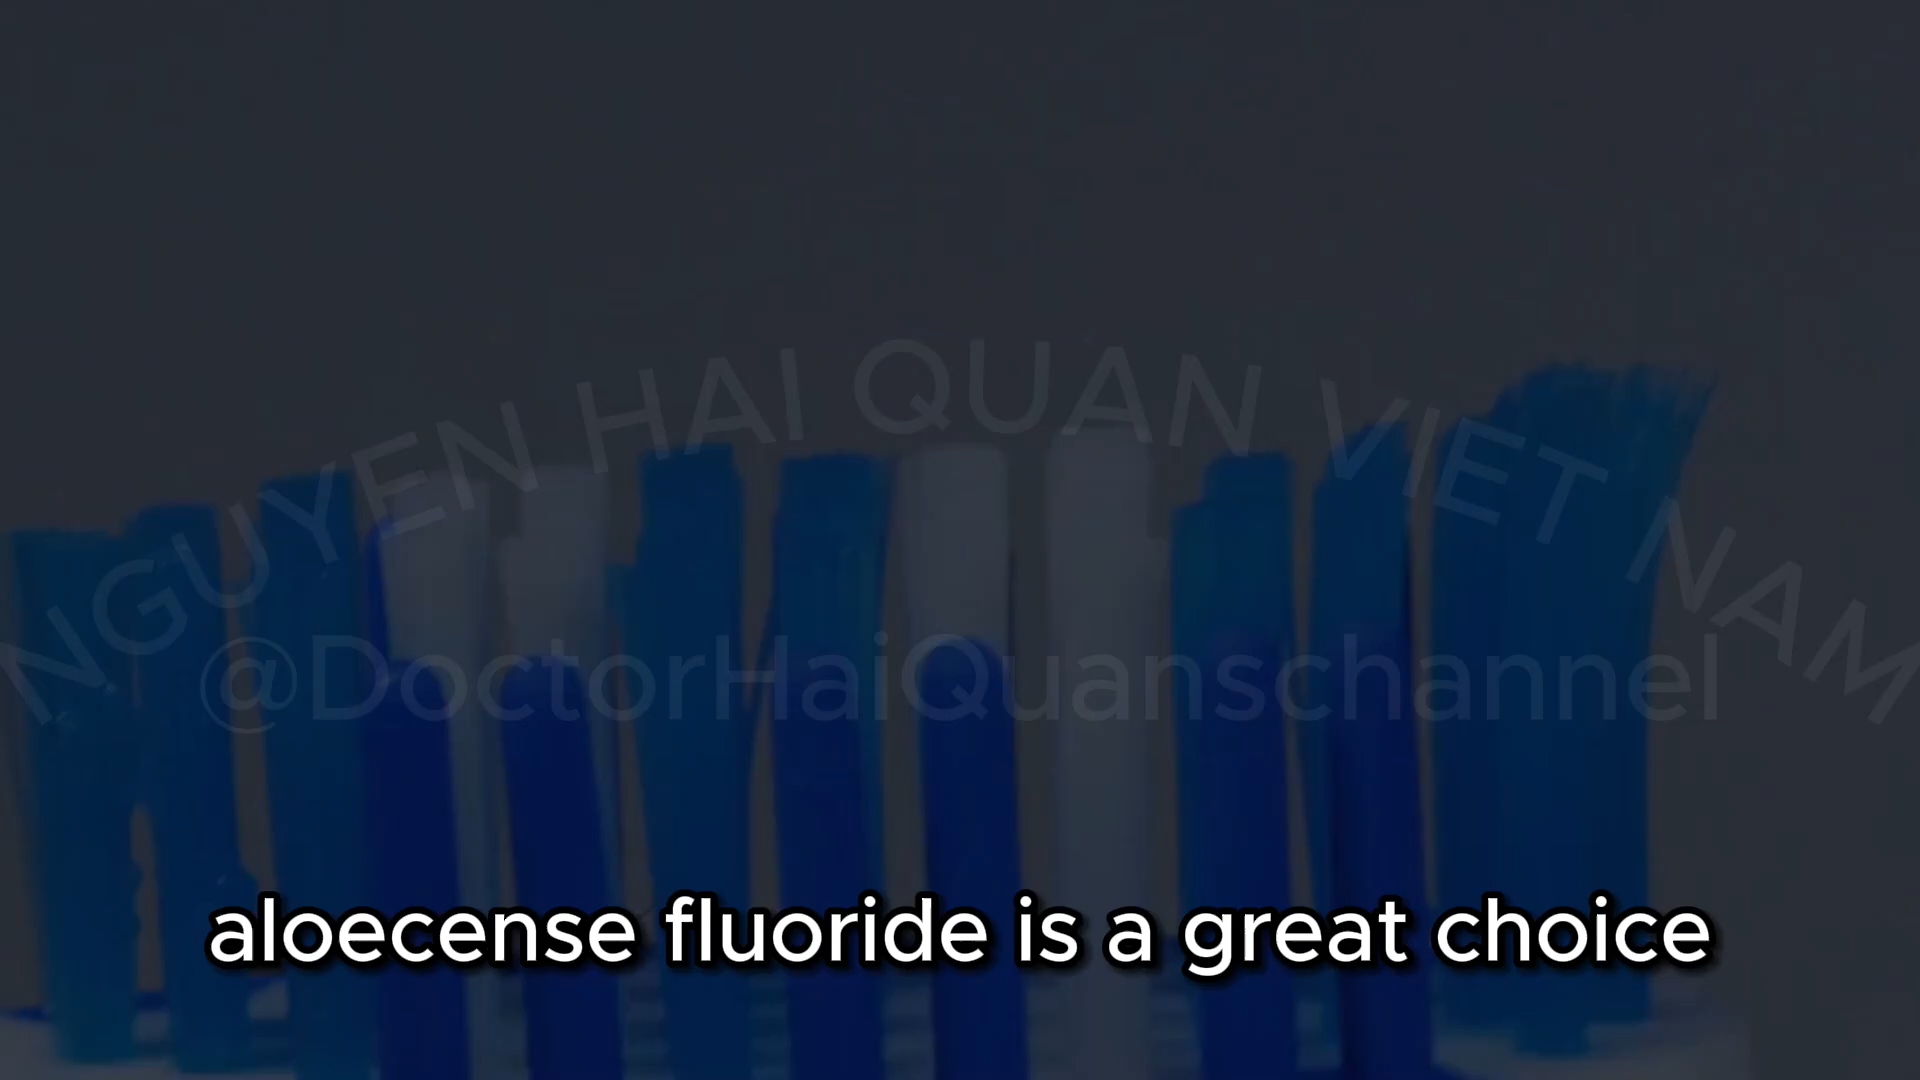 NGUYEN HAI QUAN VIET NAM
@DoctorHaiQuanschannel
aloecense fluoride is a great choice